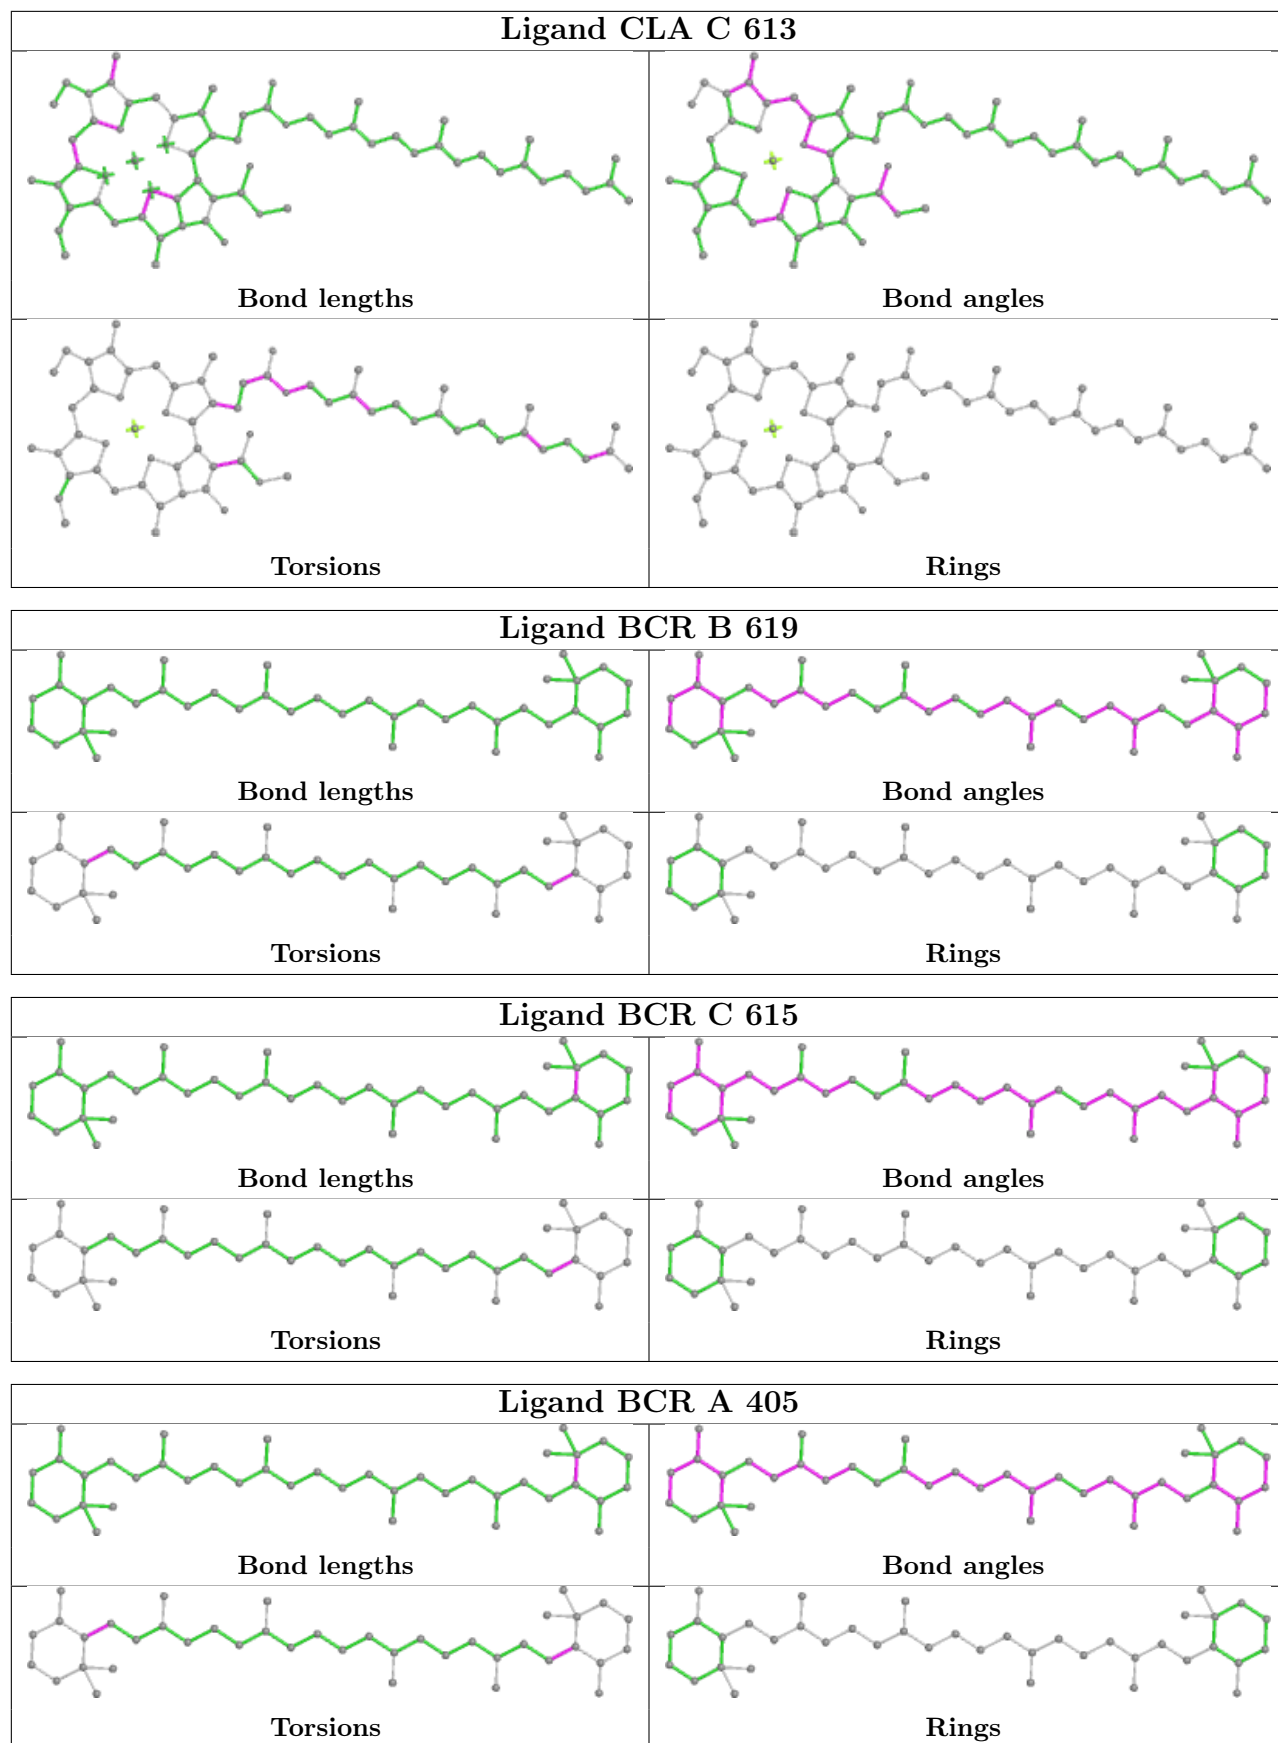 Ligand CLA C 613
Bond lengths
Bond angles
Torsions
Rings
Ligand BCR B 619
Bond lengths
Bond angles
Torsions
Rings
Ligand BCR C 615
Bond lengths
Bond angles
Torsions
Rings
Ligand BCR A 405
Bond lengths
Bond angles
Torsions
Rings